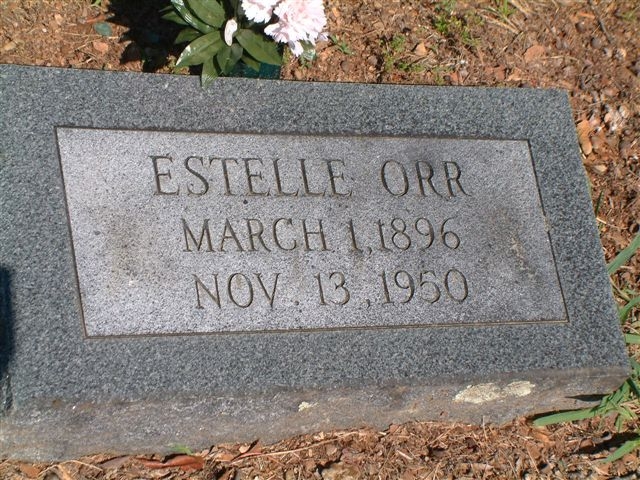 ESTELLE ORR
MARCH 1, 1896
NOV. 13, 1950